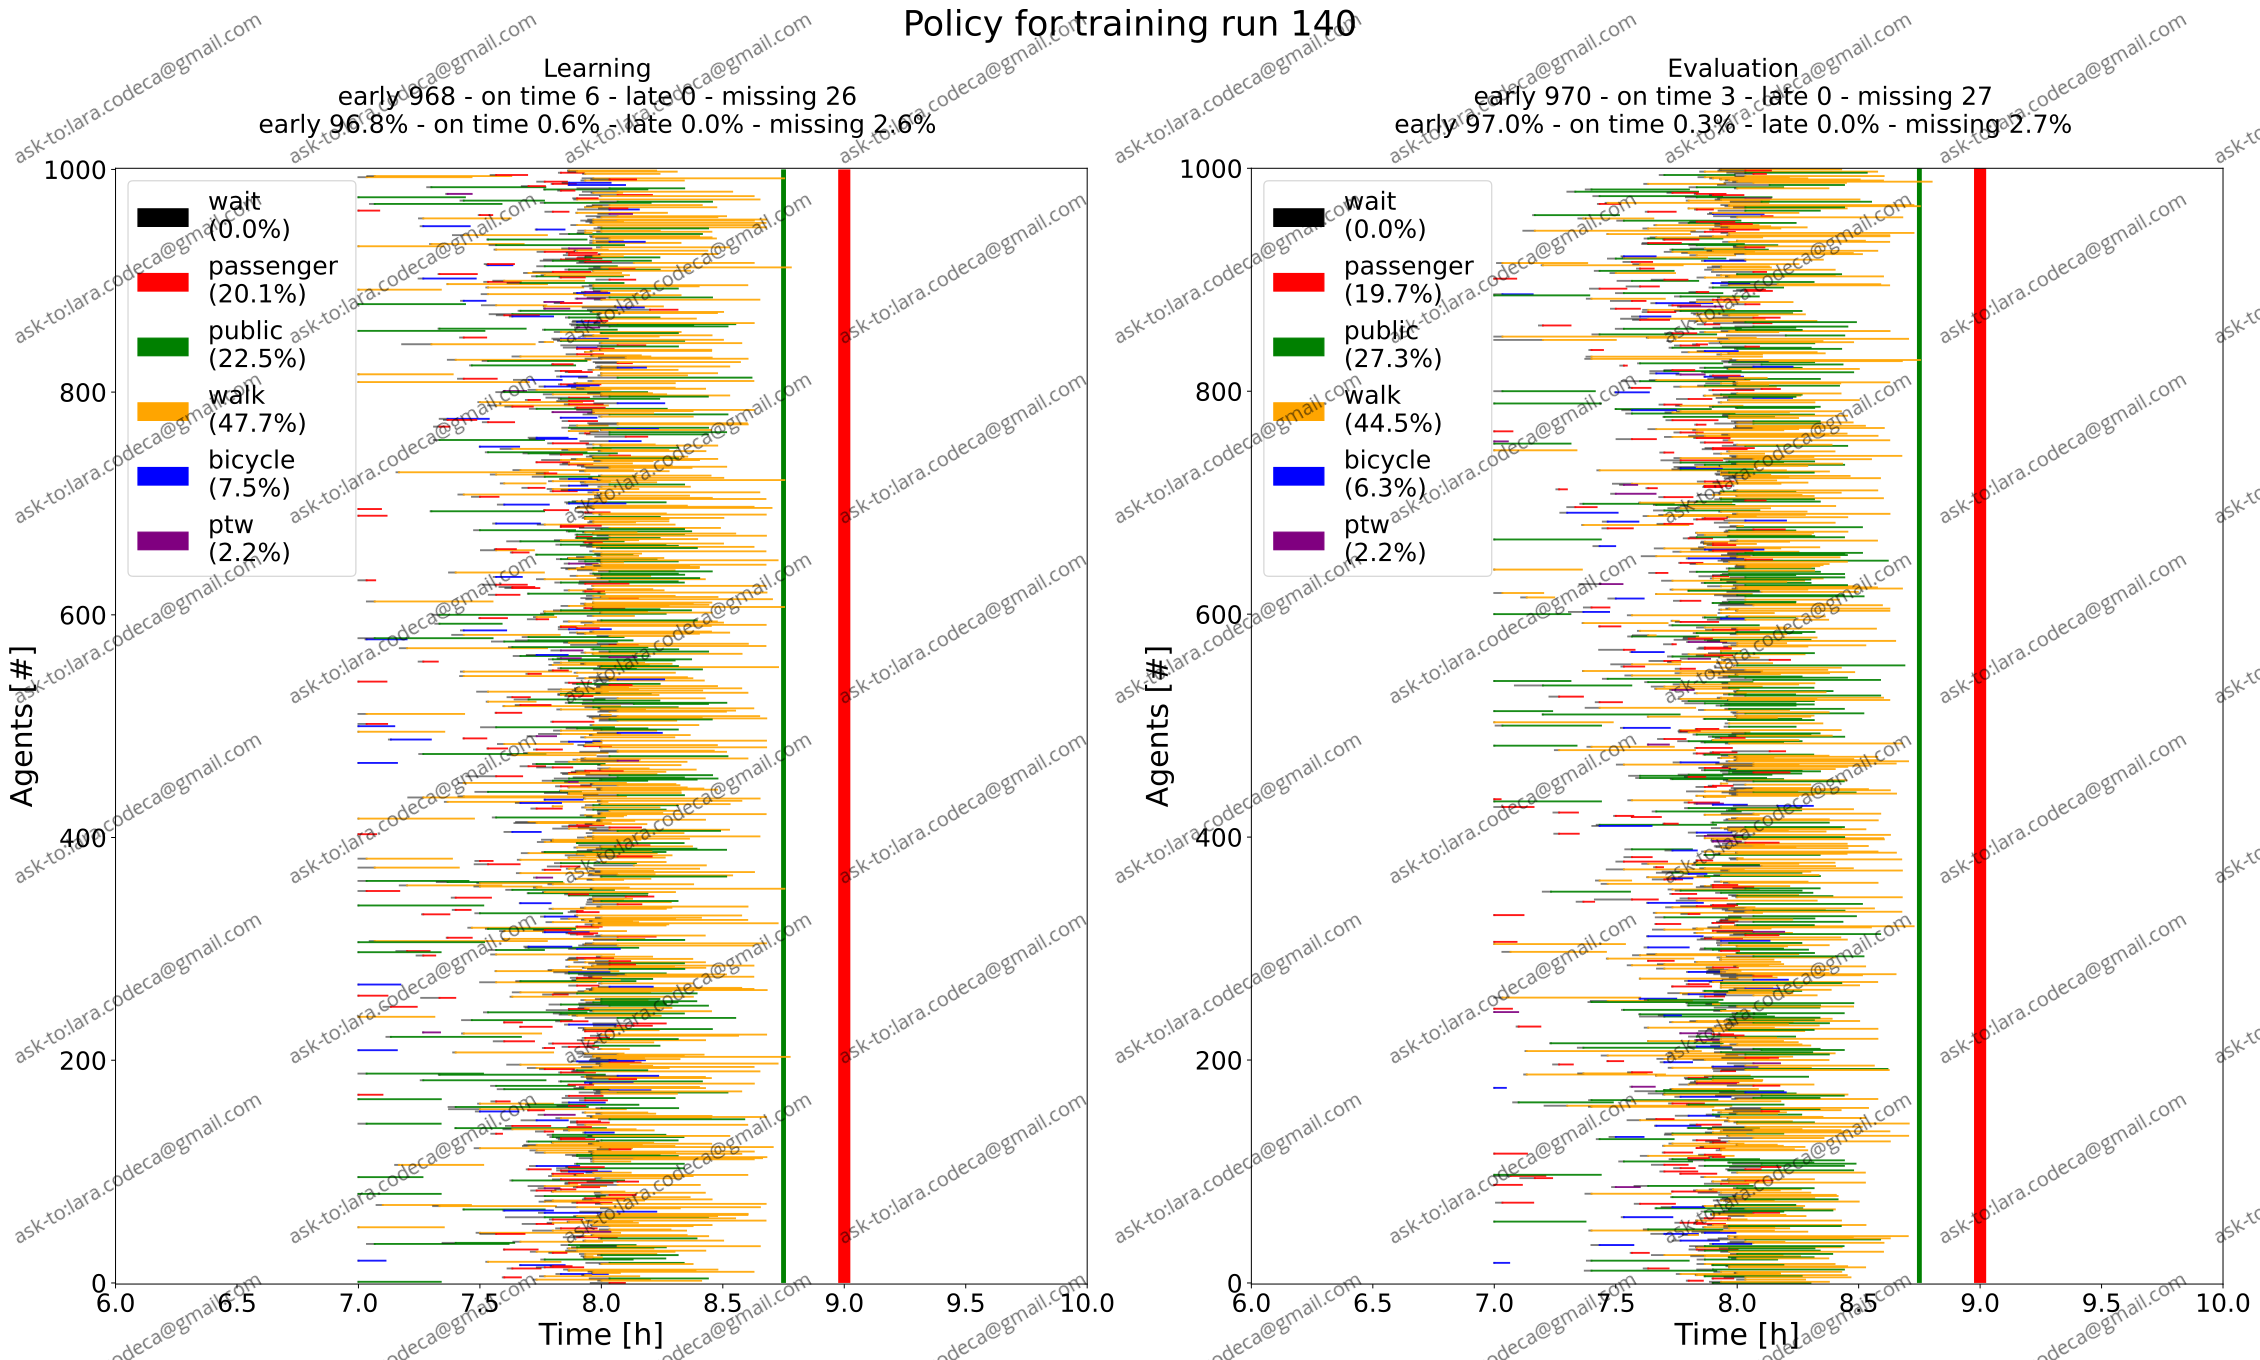 Policy for training run 140
Learning
early 968 - on time 6 - late 0 - missing 26
early 96.8% - on time 0.6% - late 0.0% - missing 2.6%
Evaluation
early 970 - on time 3 - late 0 - missing 27
early 97.0% - on time 0.3% - late 0.0% - missing 2.7%
wait
(0.0%)
passenger
(20.1%)
public
(22.5%)
walk
(47.7%)
bicycle
(7.5%)
ptw
(2.2%)
1000
800
600
400
200
0
Agents [#]
6.0 6.5 7.0 7.5 8.0 8.5 9.0 9.5 10.0
Time [h]
wait
(0.0%)
passenger
(19.7%)
public
(27.3%)
walk
(44.5%)
bicycle
(6.3%)
ptw
(2.2%)
1000
800
600
400
200
0
Agents [#]
6.0 6.5 7.0 7.5 8.0 8.5 9.0 9.5 10.0
Time [h]
ask-to:lara.codeca@gmail.com